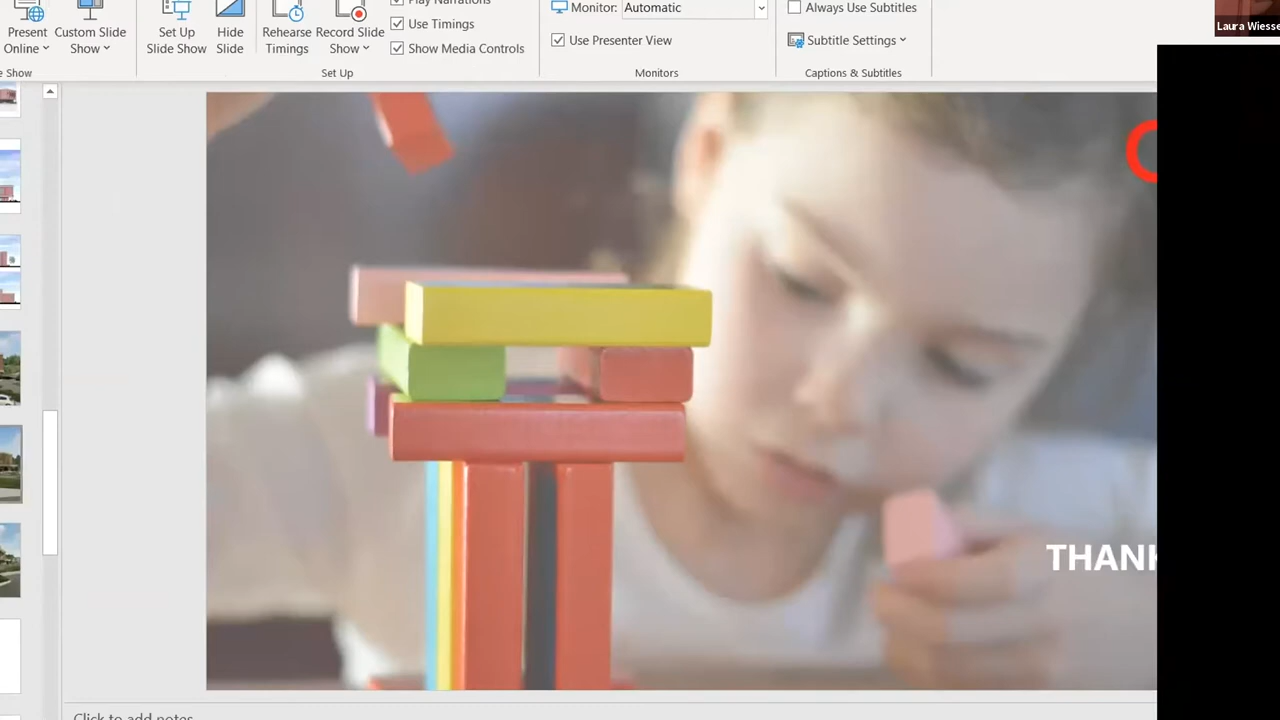 Present
Online
Custom Slide
Show
Set Up
Slide Show
Hide
Slide
Rehearse
Timings
Record Slide
Show
Play Narrations
Use Timings
Show Media Controls
Monitor: Automatic
Use Presenter View
Always Use Subtitles
Subtitle Settings
Show
Set Up
Monitors
Captions & Subtitles
Laura Wiesse
THANK
Click to add notes